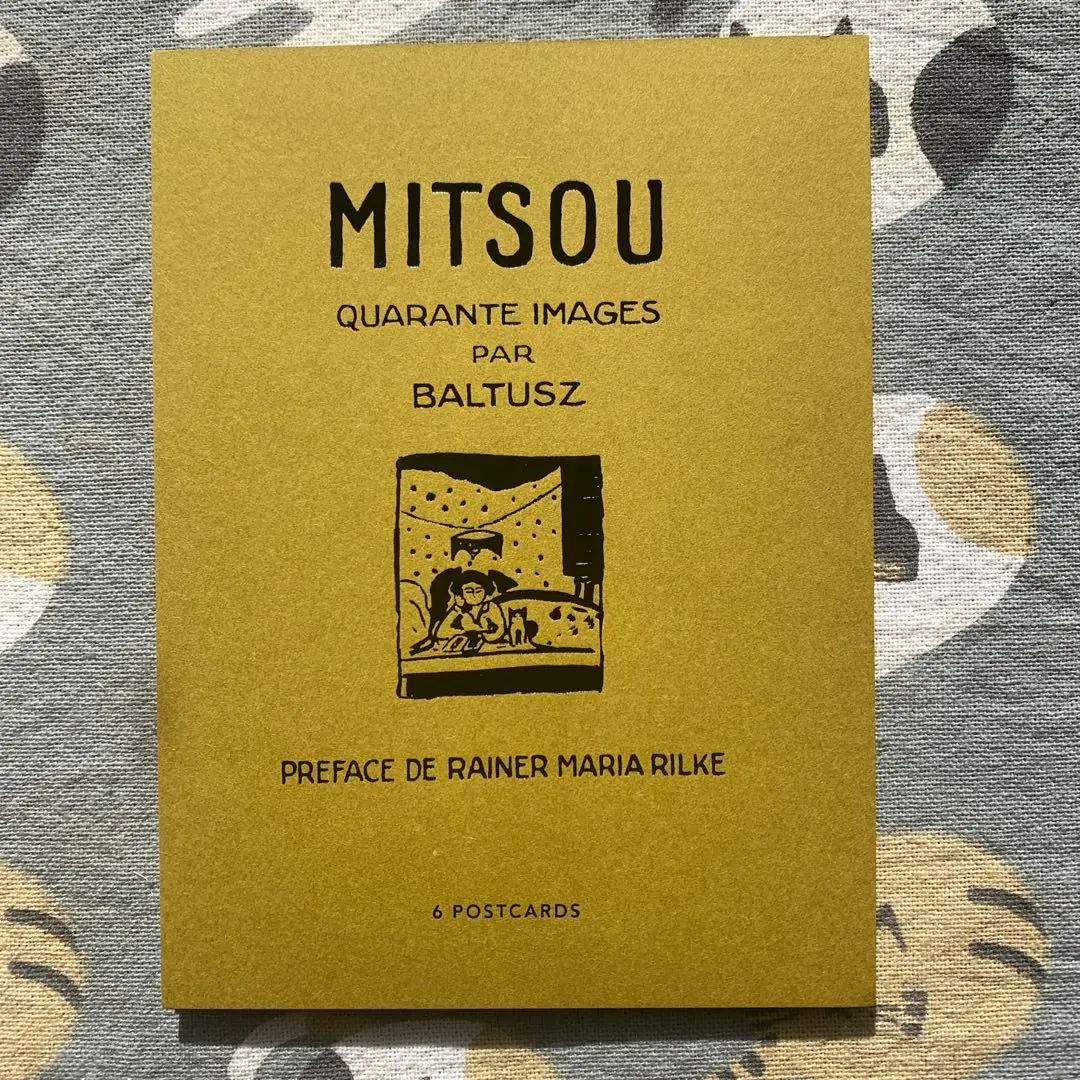 MITSOU
QUARANTE IMAGES
PAR
BALTUSZ
PREFACE DE RAINER MARIA RILKE
6 POSTCARDS